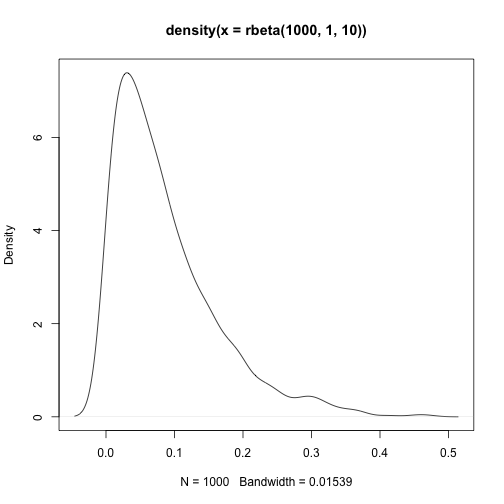 density(x = rbeta(1000, 1, 10))
Density
6
4
2
0
0.0 0.1 0.2 0.3 0.4 0.5
N = 1000 Bandwidth = 0.01539